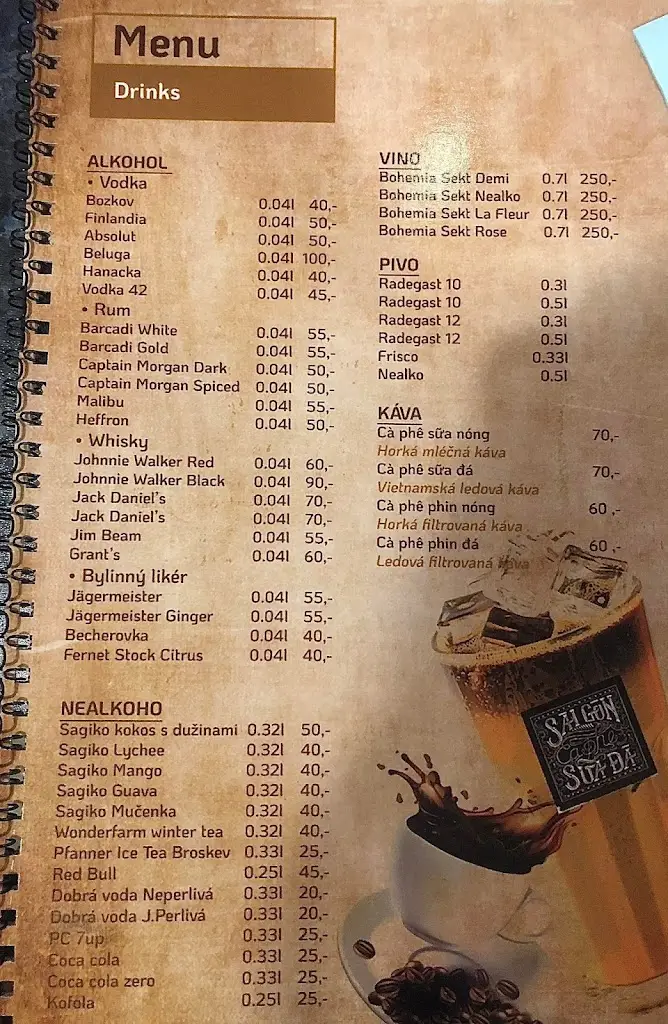 Menu
Drinks
ALKOHOL
• Vodka
Bozkov 0.04l 40,-
Finlandia 0.04l 50,-
Absolut 0.04l 50,-
Beluga 0.04l 100,-
Hanacka 0.04l 40,-
Vodka 42 0.04l 45,-
• Rum
Barcadi White 0.04l 55,-
Barcadi Gold 0.04l 55,-
Captain Morgan Dark 0.04l 50,-
Captain Morgan Spiced 0.04l 50,-
Malibu 0.04l 55,-
Heffron 0.04l 50,-
• Whisky
Johnnie Walker Red 0.04l 60,-
Johnnie Walker Black 0.04l 90,-
Jack Daniel's 0.04l 70,-
Jack Daniel's 0.04l 70,-
Jim Beam 0.04l 55,-
Grant's 0.04l 60,-
• Bylinný likér
Jägermeister 0.04l 55,-
Jägermeister Ginger 0.04l 55,-
Becherovka 0.04l 40,-
Fernet Stock Citrus 0.04l 40,-
NEALKOHO
Sagiko kokos s dužinami 0.32l 50,-
Sagiko Lychee 0.32l 40,-
Sagiko Mango 0.32l 40,-
Sagiko Guava 0.32l 40,-
Sagiko Mučenka 0.32l 40,-
Wonderfarm winter tea 0.32l 40,-
Pfanner Ice Tea Broskev 0.33l 25,-
Red Bull 0.25l 45,-
Dobrá voda Neperlivá 0.33l 20,-
Dobrá voda J.Perlivá 0.33l 20,-
PC 7up 0.33l 25,-
Coca cola 0.33l 25,-
Coca cola zero 0.33l 25,-
Kofola 0.25l 25,-
VINO
Bohemia Sekt Demi 0.7l 250,-
Bohemia Sekt Nealko 0.7l 250,-
Bohemia Sekt La Fleur 0.7l 250,-
Bohemia Sekt Rose 0.7l 250,-
PIVO
Radegast 10 0.3l
Radegast 10 0.5l
Radegast 12 0.3l
Radegast 12 0.5l
Frisco 0.33l
Nealko 0.5l
KÁVA
Cà phê sữa nóng 70,-
Horká mléčná káva
Cà phê sữa đá 70,-
Vietnamská ledová káva
Cà phê phin nóng 60,-
Horká filtrovaná káva
Cà phê phin đá 60,-
Ledová filtrovaná káva
SÀI GÒN
Càphê
SỮA ĐÁ